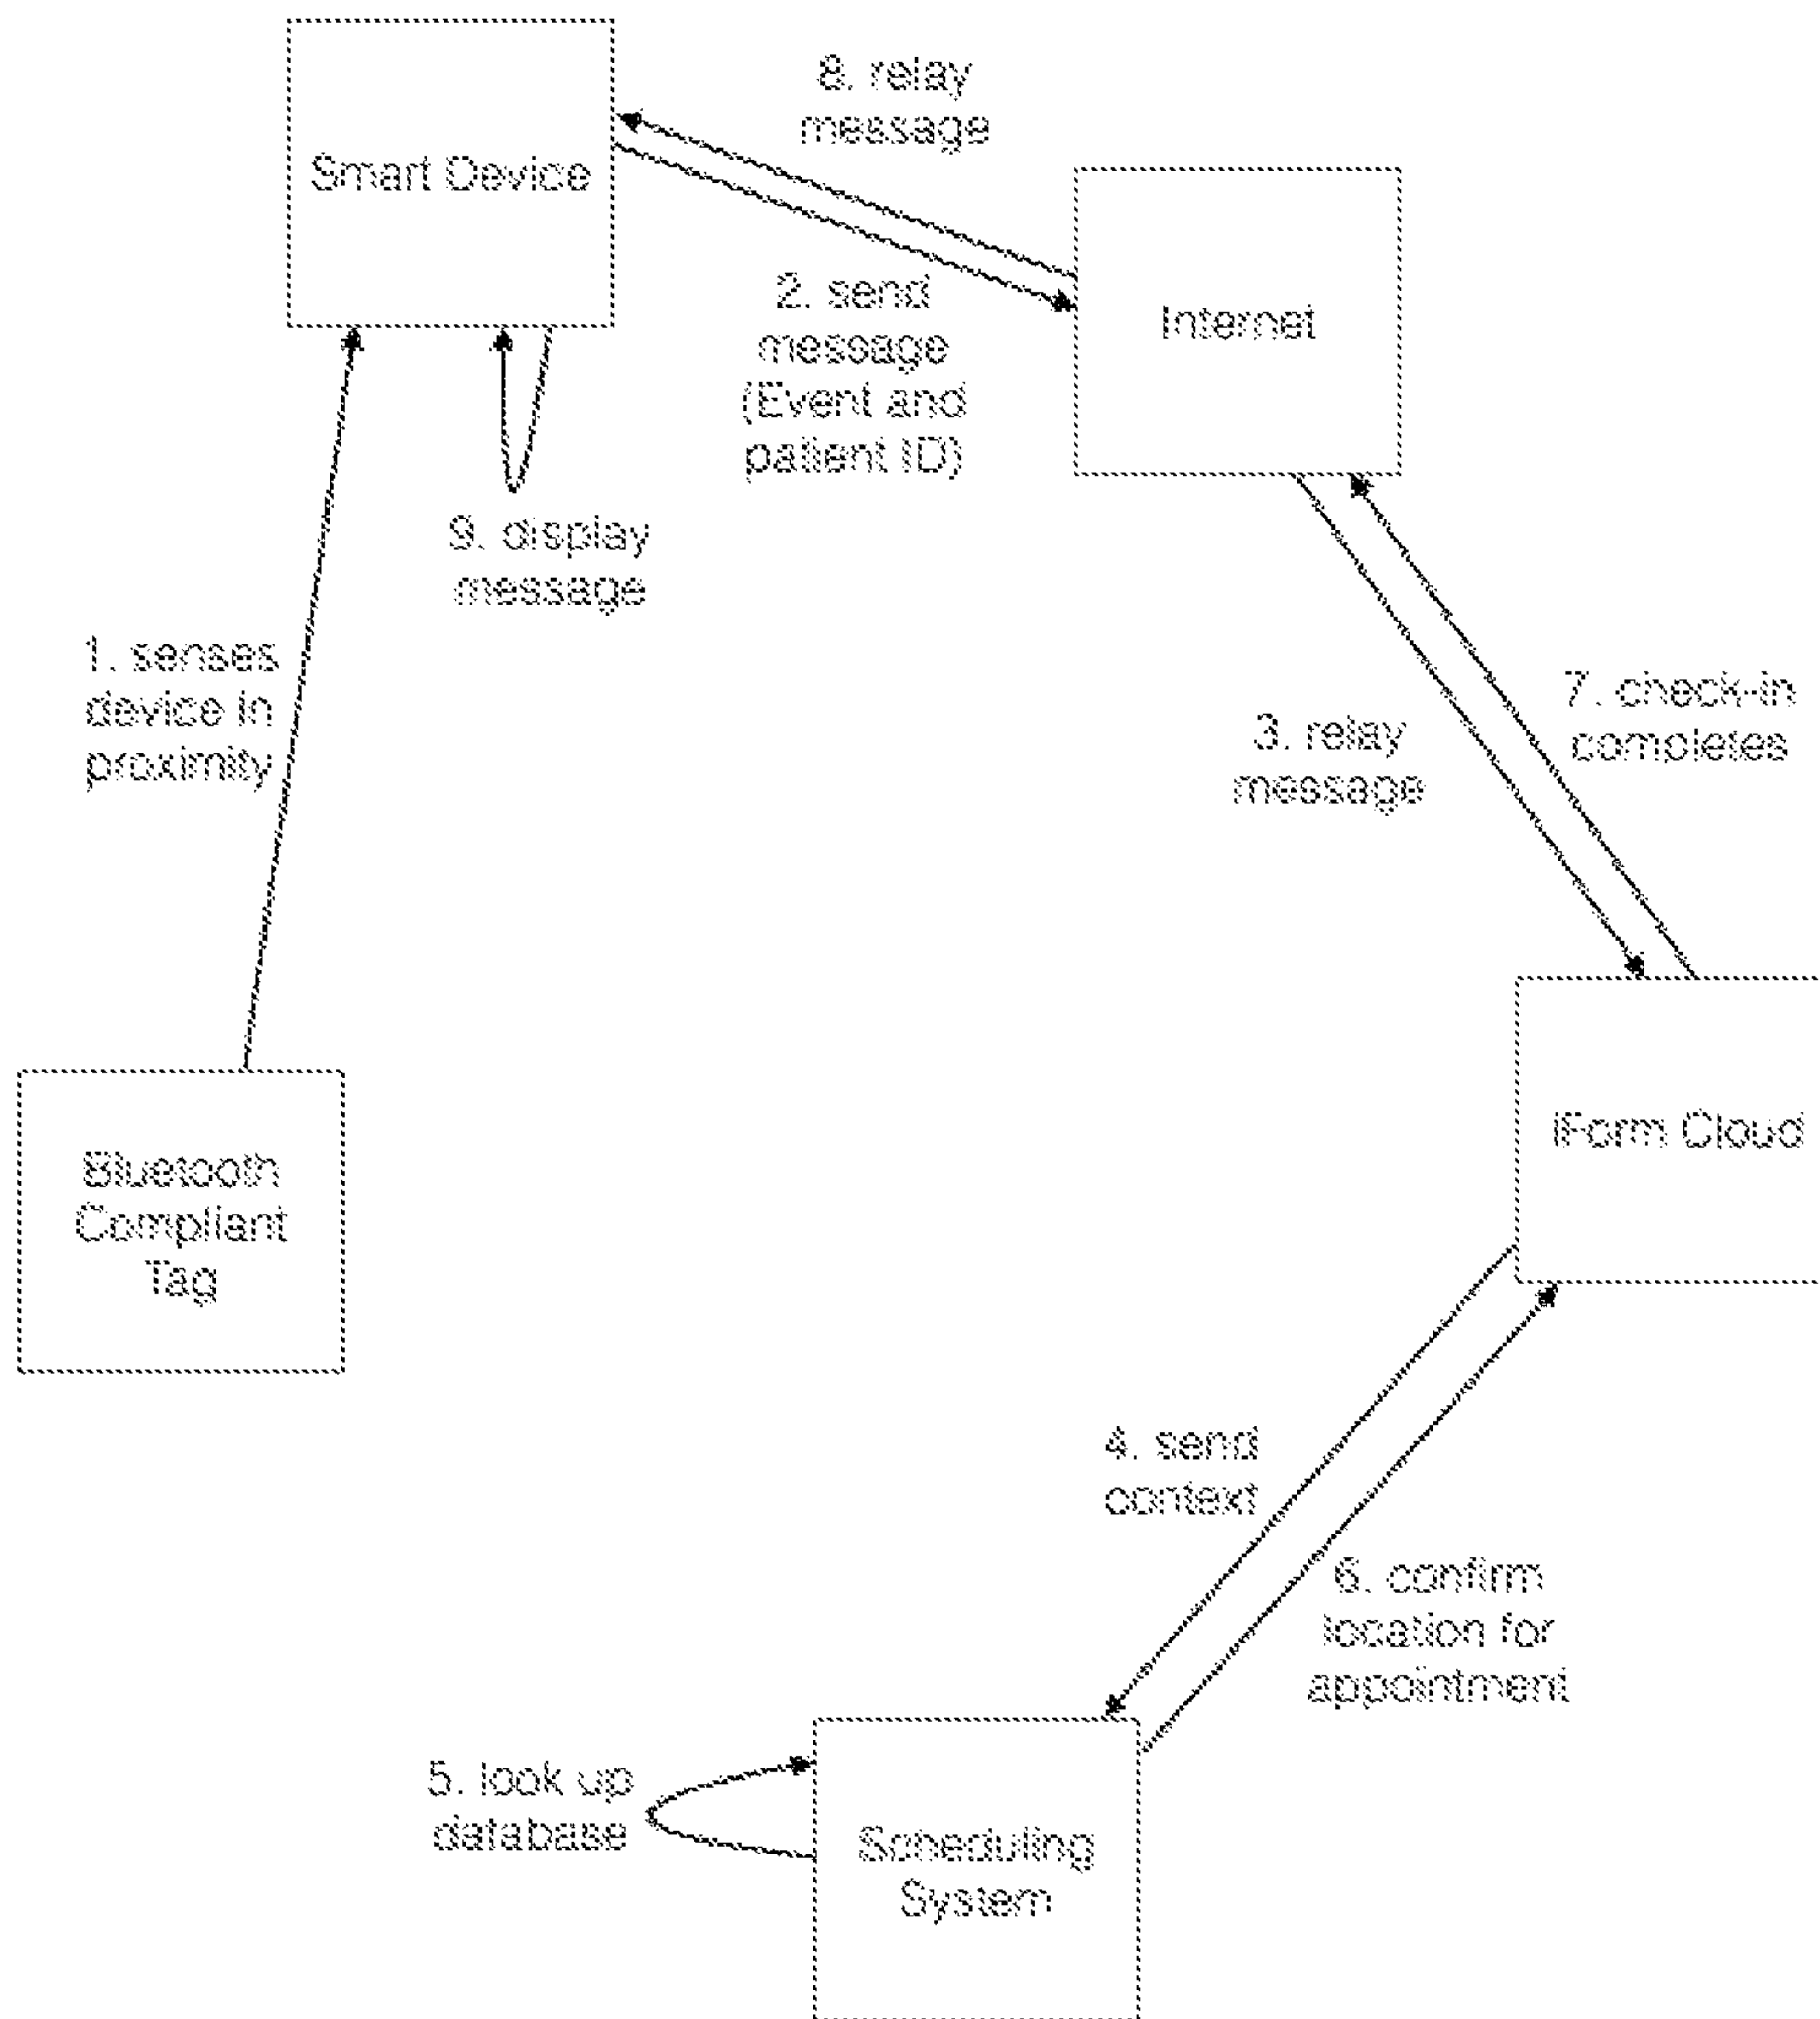 8. relay
message
Smart Device
2. send
message
(Event and
patient ID)
Internet
9. display
message
1. senses
device in
proximity
7. check-in
completes
3. relay
message
iForm Cloud
Bluetooth
Compliant
Tag
4. send
context
6. confirm
location for
appointment
5. look up
database
Scheduling
System